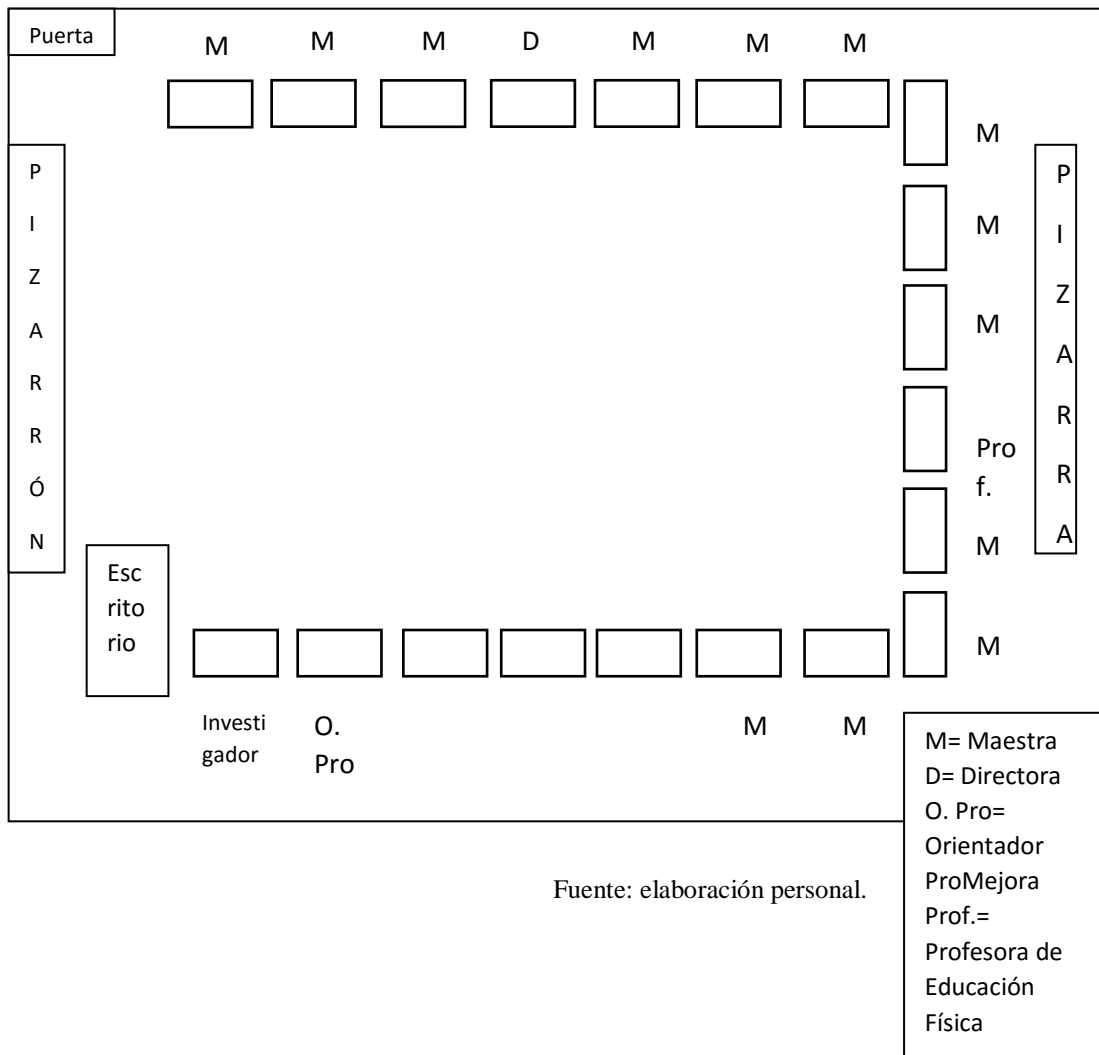 Puerta
M M M D M M M
P
I
Z
A
R
R
Ó
N
M
M
M
Pro
f.
M
M
P
I
Z
A
R
R
A
Esc
rito
rio
Investi
gador
O.
Pro
M M
M= Maestra
D= Directora
O. Pro=
Orientador
ProMejora
Prof.=
Profesora de
Educación
Física
Fuente: elaboración personal.